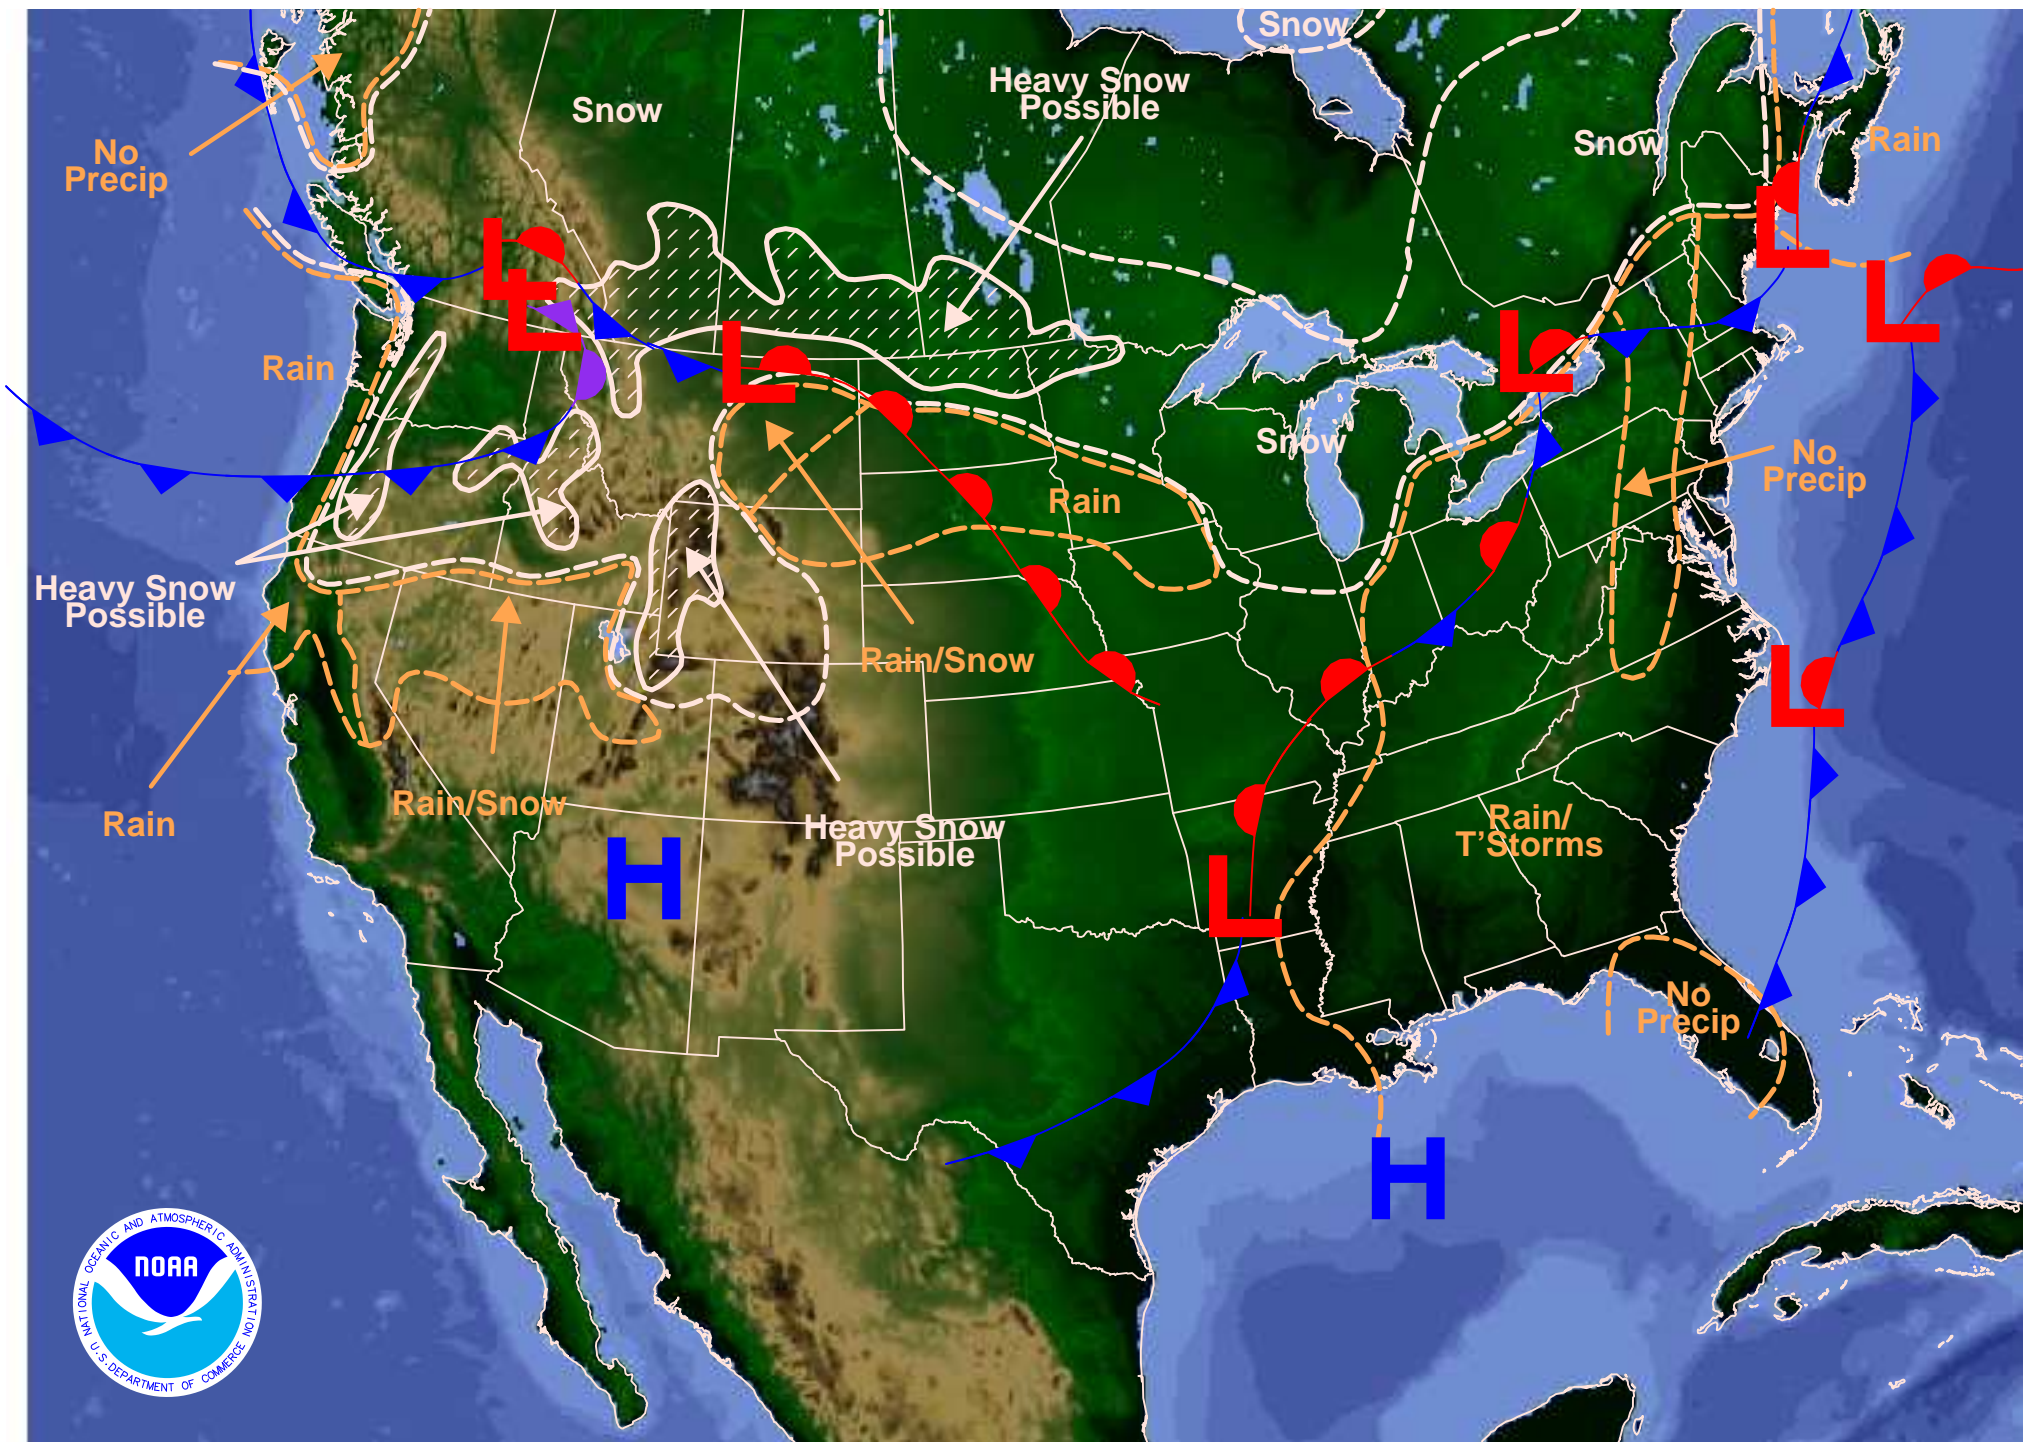 Snow
Heavy Snow
Possible
Snow
Snow
Rain
No
Precip
L
L
L
L
Rain
L
L
Snow
No
Precip
Rain
Heavy Snow
Possible
Rain/Snow
L
Rain
Rain/Snow
Heavy Snow
Possible
Rain/
T'Storms
H
L
No
Precip
H
NATIONAL OCEANIC AND ATMOSPHERIC ADMINISTRATION
NOAA
U.S. DEPARTMENT OF COMMERCE